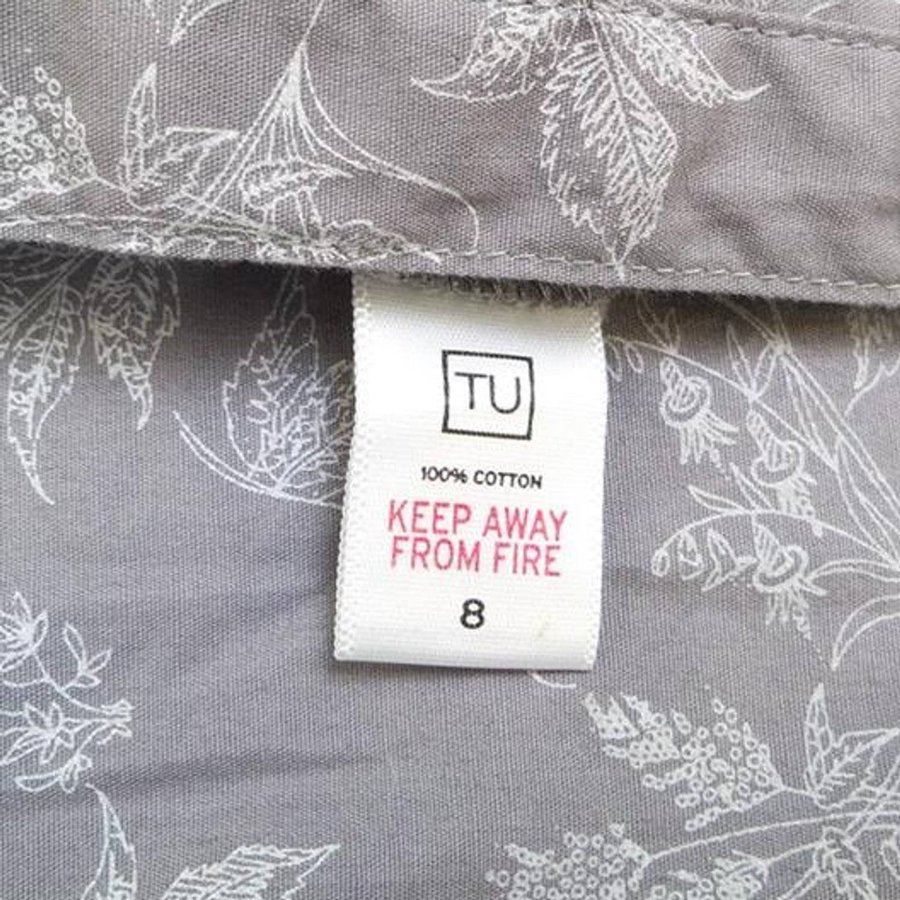 TU
100% COTTON
KEEP AWAY
FROM FIRE
8